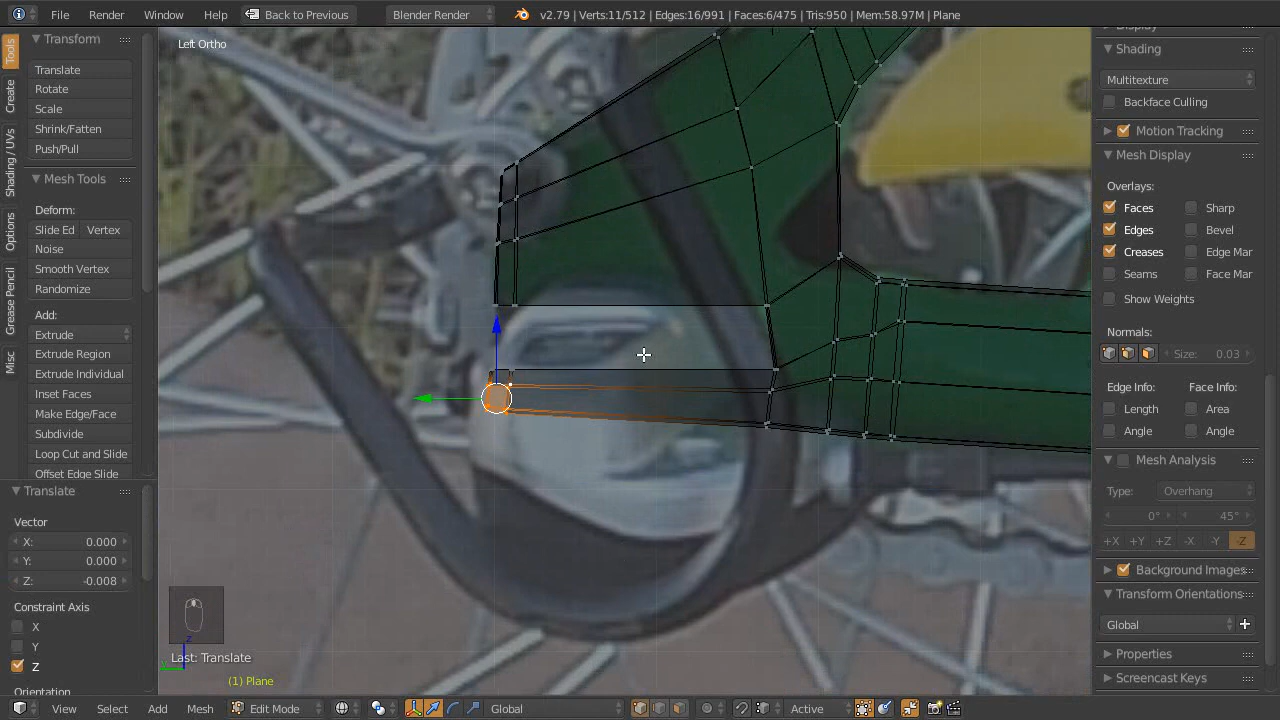 File Render Window Help Back to Previous Blender Render v2.79 | Verts:11/512 | Edges:16/991 | Faces:6/475 | Tris:950 | Mem:58.97M | Plane
Left Ortho
Tools
Create
Shading / UVs
Options
Grease Pencil
Misc
Transform
Translate
Rotate
Scale
Shrink/Fatten
Push/Pull
Mesh Tools
Deform:
Slide Ed Vertex
Noise
Smooth Vertex
Randomize
Add:
Extrude
Extrude Region
Extrude Individual
Inset Faces
Make Edge/Face
Subdivide
Loop Cut and Slide
Offset Edge Slide
Translate
Vector
X: 0.000
Y: 0.000
Z: -0.008
Constraint Axis
X
Y
Z
Orientation
z
y
Last: Translate
(1) Plane
Shading
Multitexture
Backface Culling
Motion Tracking
Mesh Display
Overlays:
Faces Sharp
Edges Bevel
Creases Edge Mar
Seams Face Mar
Show Weights
Normals:
Size: 0.03
Edge Info: Face Info:
Length Area
Angle Angle
Mesh Analysis
Type: Overhang
0° 45°
+X +Y +Z -X -Y -Z
Background Images
Transform Orientations
Global
Properties
Screencast Keys
View Select Add Mesh Edit Mode Global Active